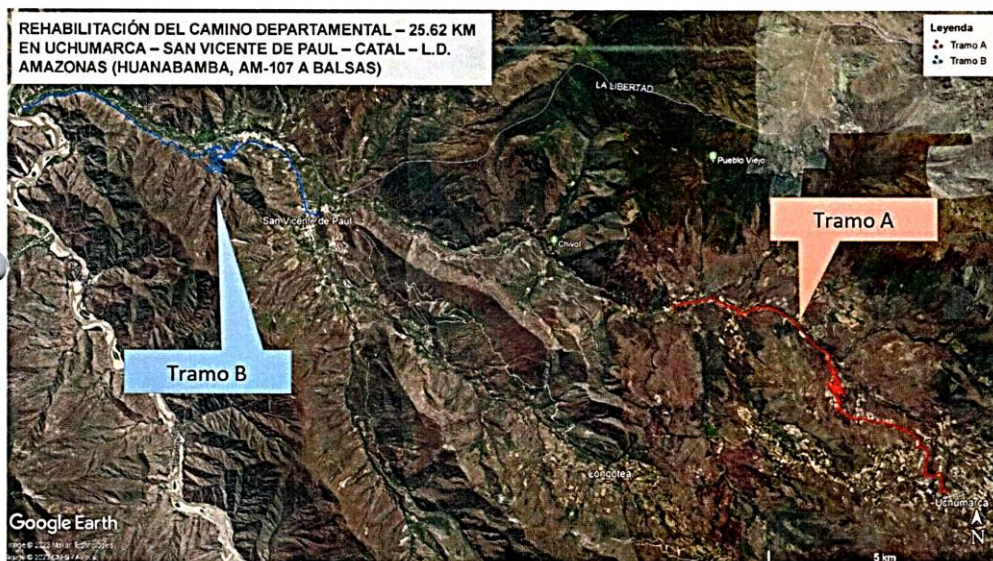 REHABILITACIÓN DEL CAMINO DEPARTAMENTAL – 25.62 KM
EN UCHUMARCA – SAN VICENTE DE PAUL – CATAL – L.D.
AMAZONAS (HUANABAMBA, AM-107 A BALSAS)
Leyenda
Tramo A
Tramo B
LA LIBERTAD
Pueblo Viejo
Tramo A
San Vicente de Paul
Chivol
Tramo B
Longotea
Uchumarca
N
Google Earth
5 km